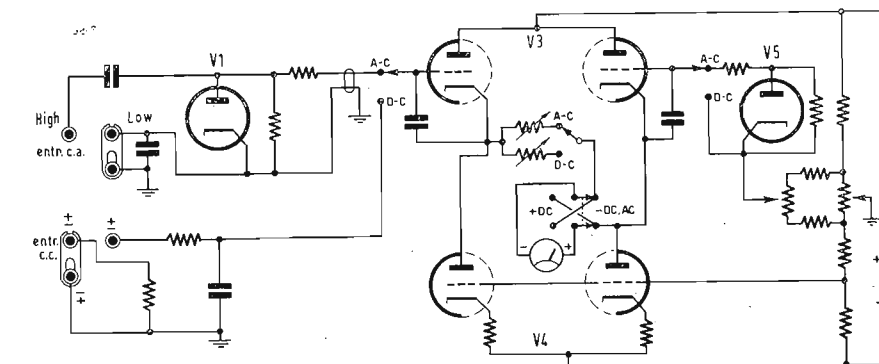 V1
A-C
V3
A-C
V5
High
Low
D-C
D-C
A-C
entr. c.a.
D-C
+DC
-DC, AC
±
±
entr.
c.c.
-
+
±
+
V4
-